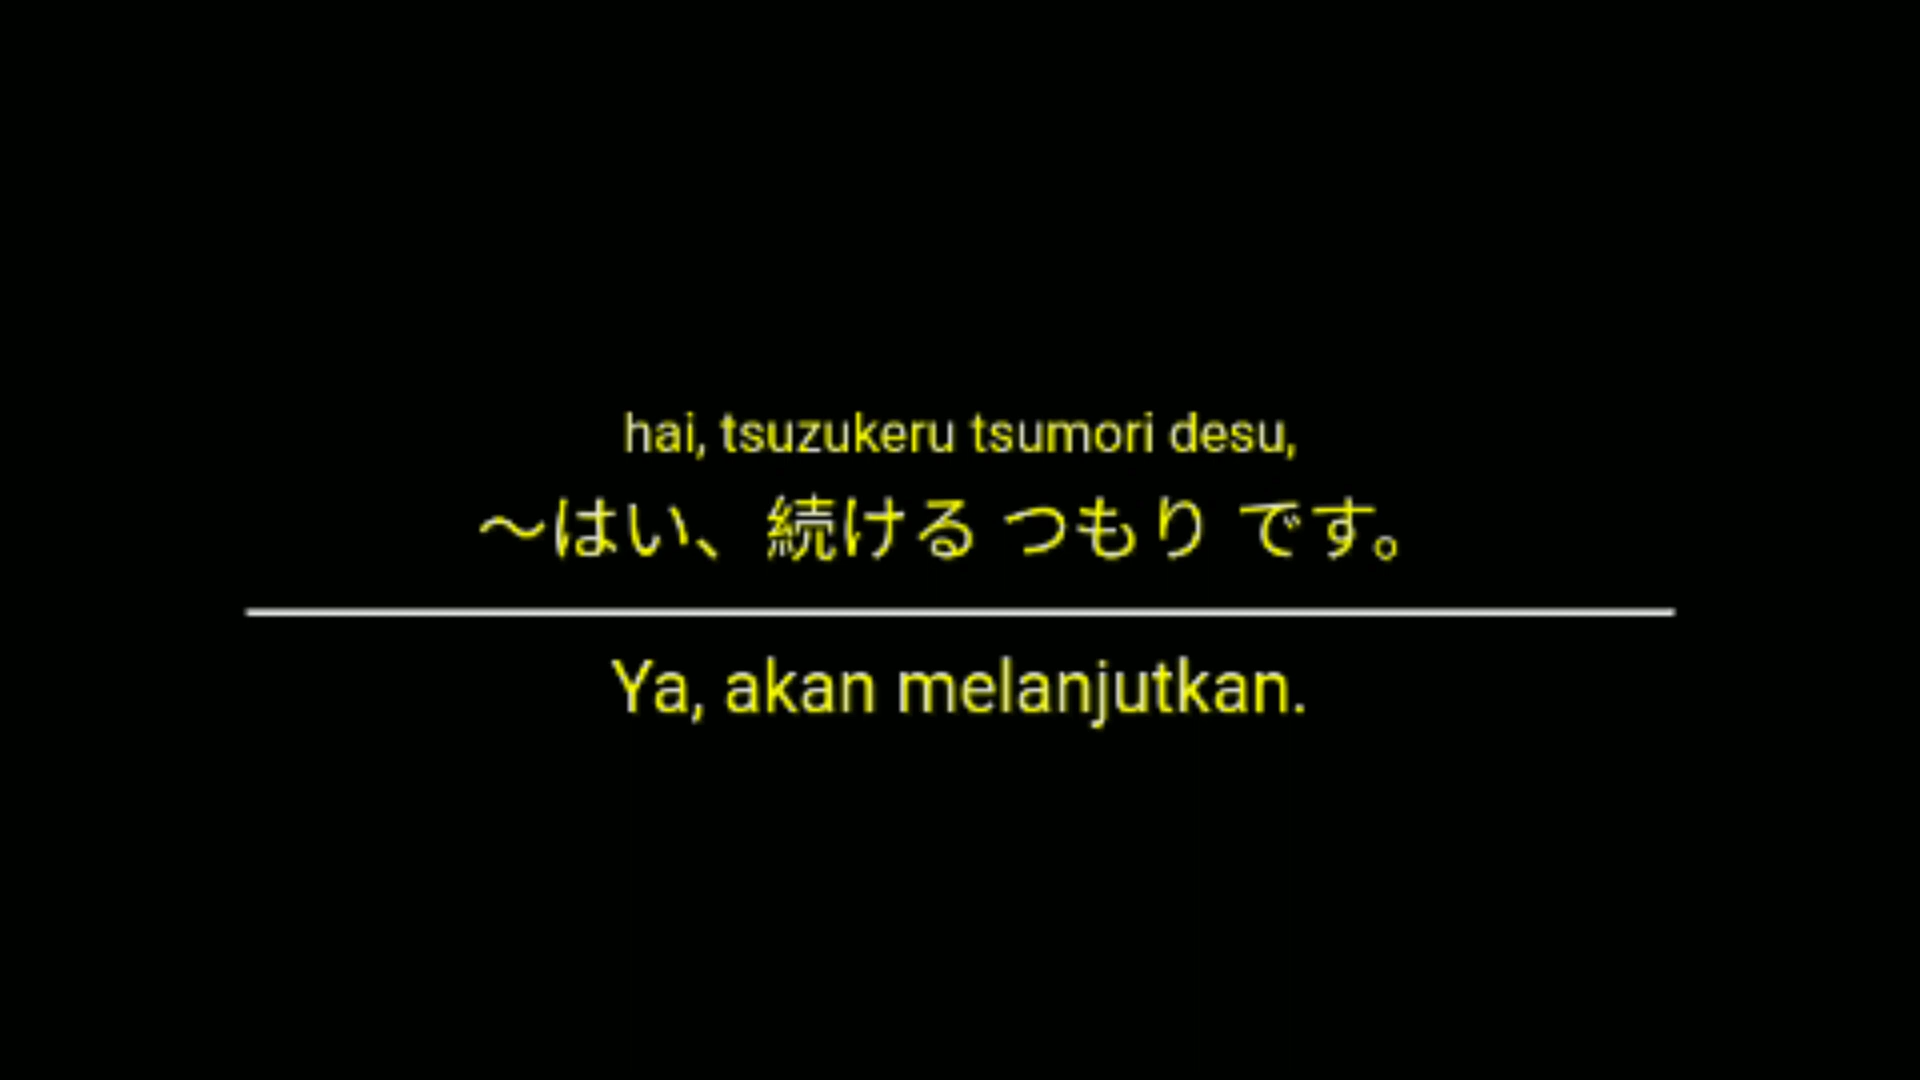 hai, tsuzukeru tsumori desu,
～はい、続ける つもり です。
Ya, akan melanjutkan.